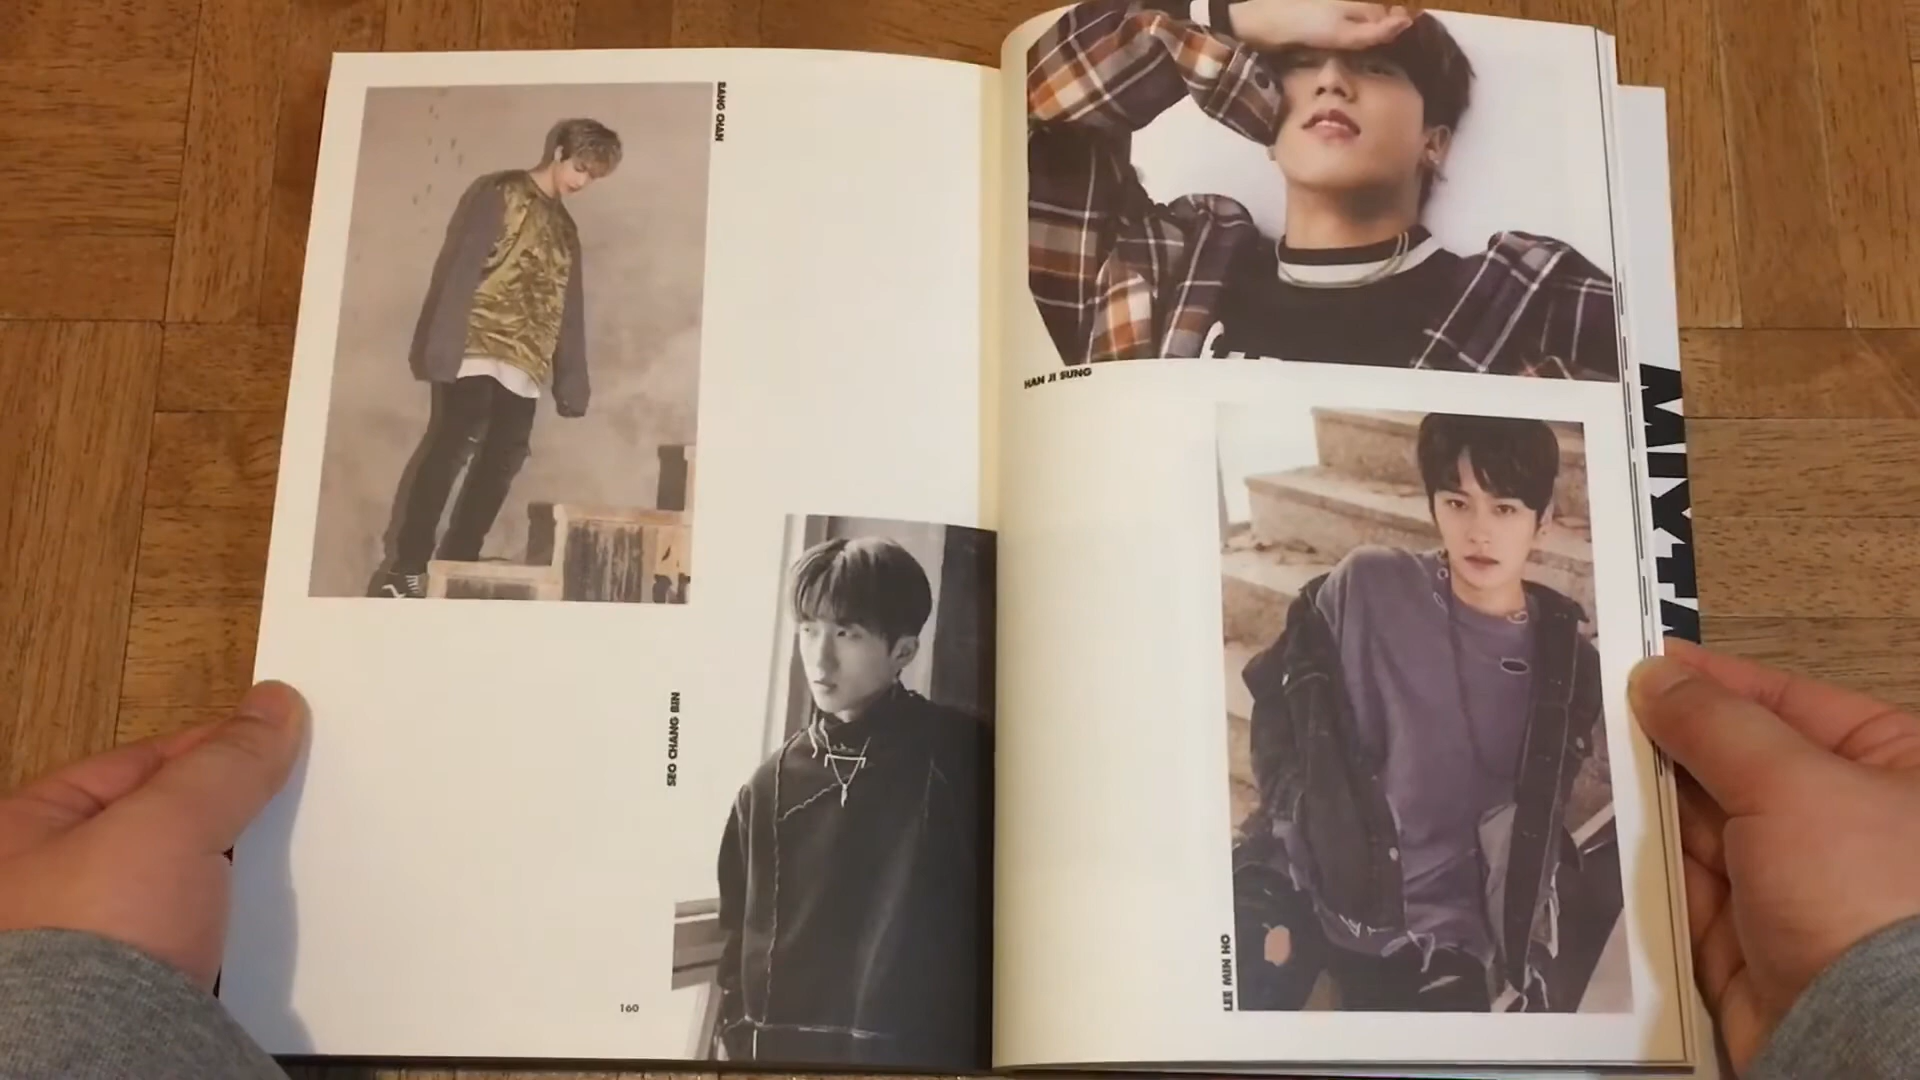 BANG CHAN
SEO CHANG BIN
160
HAN JI SUNG
LEE MIN HO